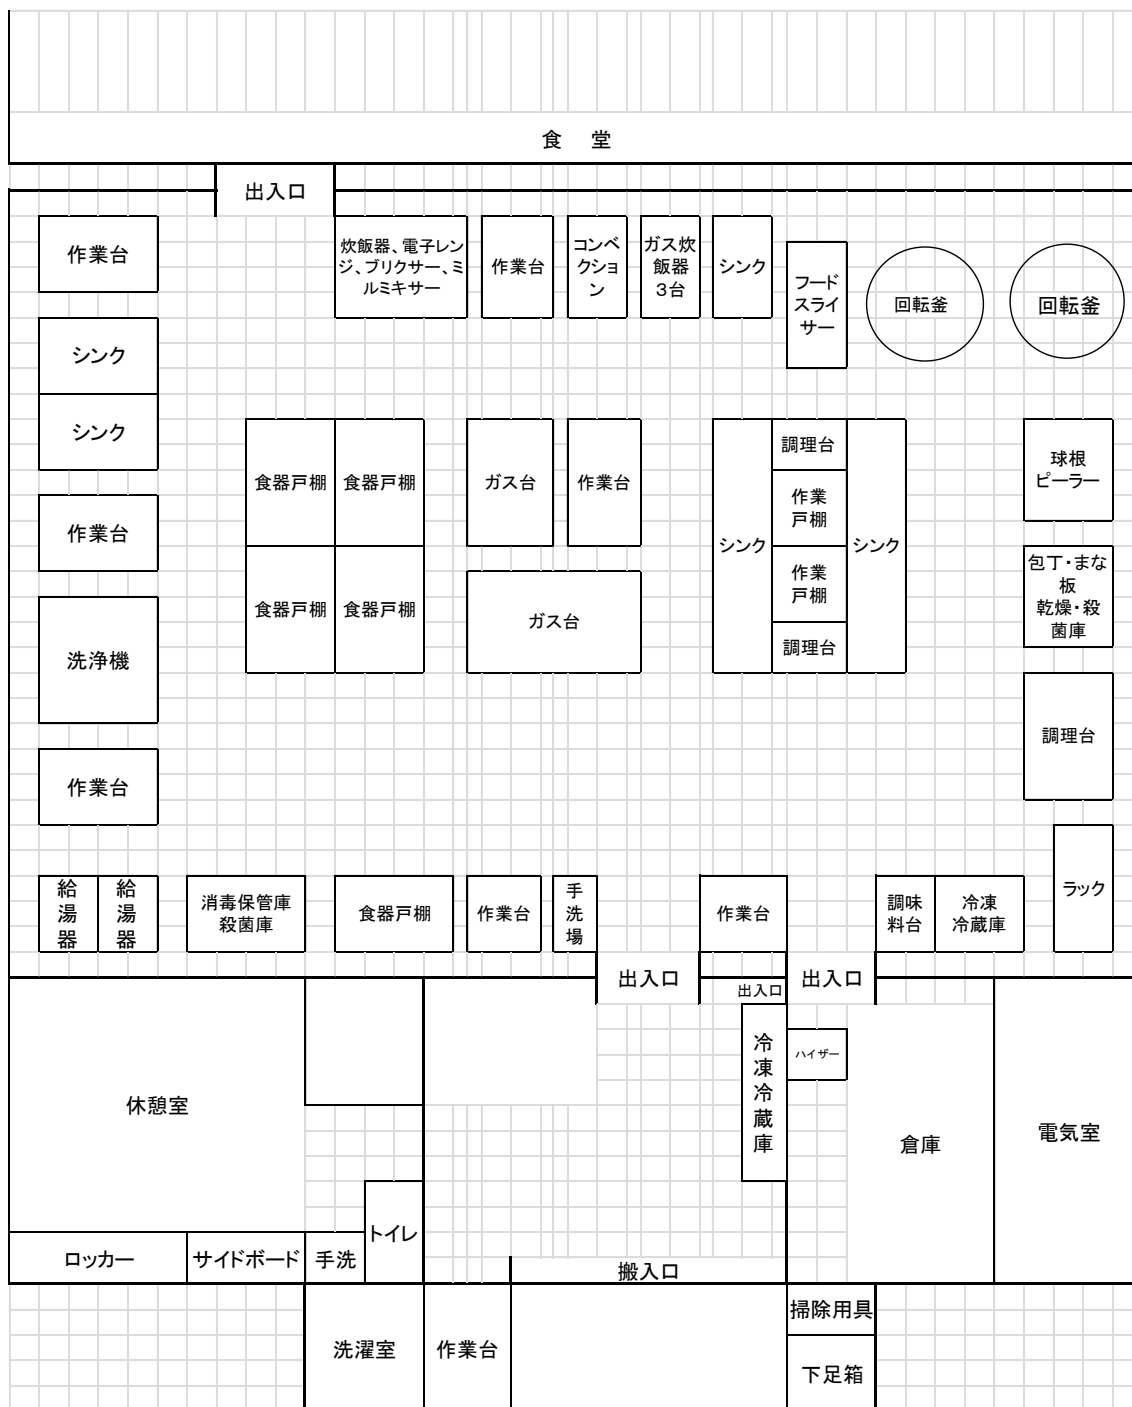 食 堂
出入口
作業台
炊飯器、電子レン
ジ、ブリクサー、ミ
ルミキサー
作業台
コンベ
クショ
ン
ガス炊
飯器
3台
シンク
フード
スライ
サー
回転釜
回転釜
シンク
シンク
作業台
洗浄機
作業台
食器戸棚
食器戸棚
食器戸棚
食器戸棚
ガス台
作業台
ガス台
シンク
調理台
作業
戸棚
作業
戸棚
調理台
シンク
球根
ピーラー
包丁・まな
板
乾燥・殺
菌庫
調理台
ラック
給湯器
給湯器
消毒保管庫
殺菌庫
食器戸棚
作業台
手洗場
作業台
調味
料台
冷凍
冷蔵庫
出入口
出入口
出入口
冷凍冷蔵庫
ハイザー
休憩室
倉庫
電気室
トイレ
ロッカー
サイドボード
手洗
搬入口
洗濯室
作業台
掃除用具
下足箱